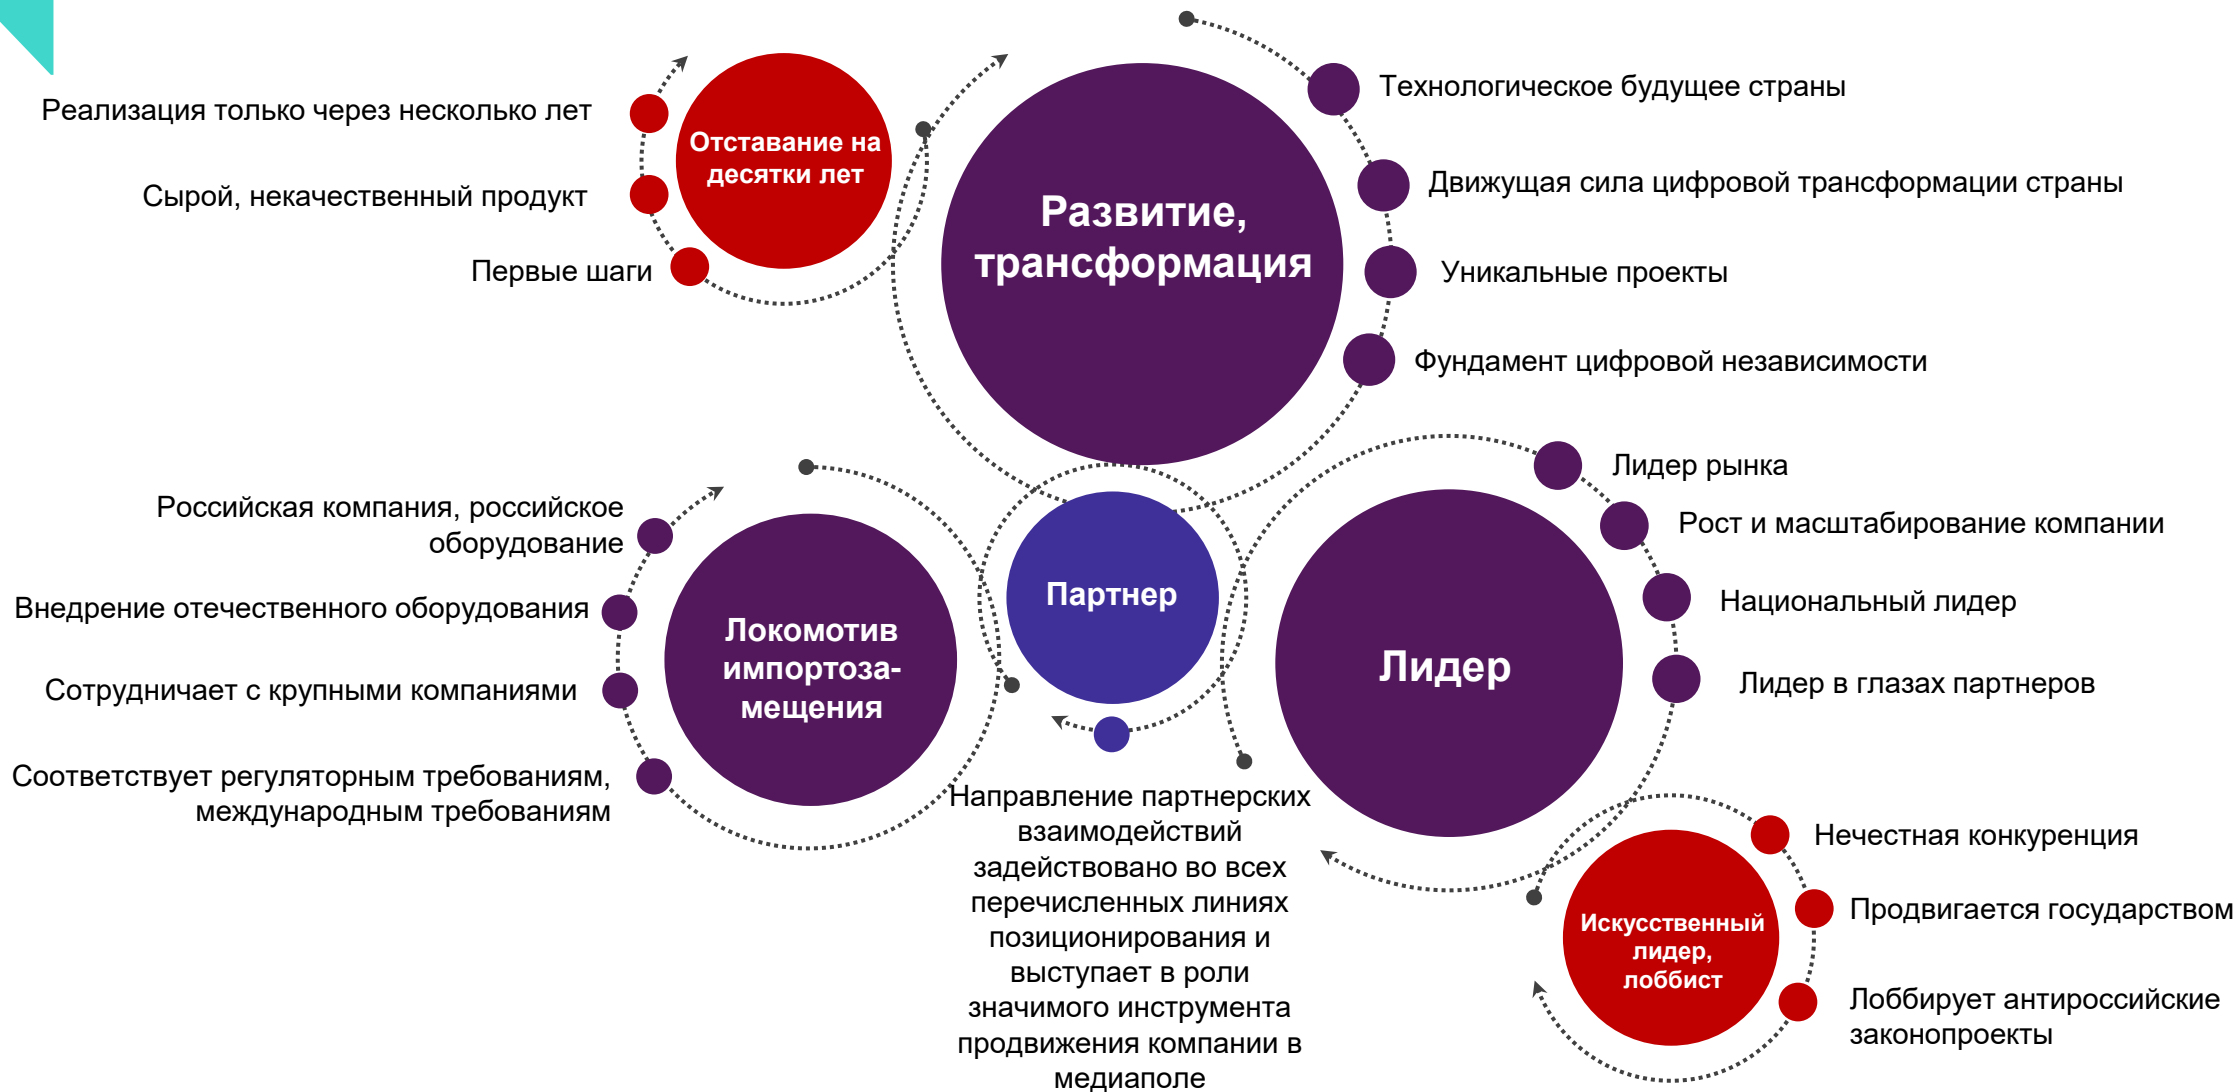 Реализация только через несколько лет
Сырой, некачественный продукт
Первые шаги
Отставание на
десятки лет
Развитие,
трансформация
Технологическое будущее страны
Движущая сила цифровой трансформации страны
Уникальные проекты
Фундамент цифровой независимости
Российская компания, российское
оборудование
Внедрение отечественного оборудования
Сотрудничает с крупными компаниями
Соответствует регуляторным требованиям,
международным требованиям
Локомотив
импортоза-
мещения
Партнер
Направление партнерских
взаимодействий
задействовано во всех
перечисленных линиях
позиционирования и
выступает в роли
значимого инструмента
продвижения компании в
медиаполе
Лидер
Лидер рынка
Рост и масштабирование компании
Национальный лидер
Лидер в глазах партнеров
Искусственный
лидер,
лоббист
Нечестная конкуренция
Продвигается государством
Лоббирует антироссийские
законопроекты